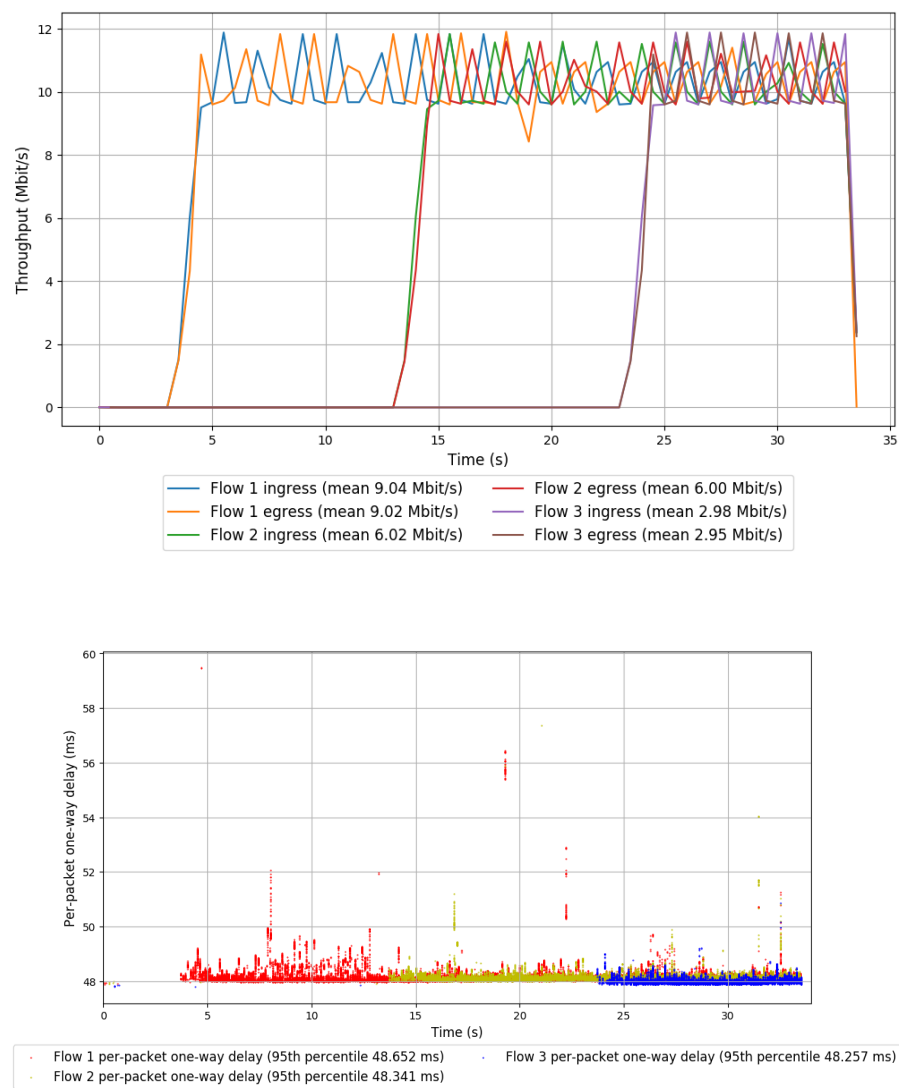 12
10
8
6
4
2
0
Throughput (Mbit/s)
0 5 10 15 20 25 30 35
Time (s)
Flow 1 ingress (mean 9.04 Mbit/s)
Flow 1 egress (mean 9.02 Mbit/s)
Flow 2 ingress (mean 6.02 Mbit/s)
Flow 2 egress (mean 6.00 Mbit/s)
Flow 3 ingress (mean 2.98 Mbit/s)
Flow 3 egress (mean 2.95 Mbit/s)
60
58
56
54
52
50
48
Per-packet one-way delay (ms)
0 5 10 15 20 25 30
Time (s)
Flow 1 per-packet one-way delay (95th percentile 48.652 ms)
Flow 2 per-packet one-way delay (95th percentile 48.341 ms)
Flow 3 per-packet one-way delay (95th percentile 48.257 ms)